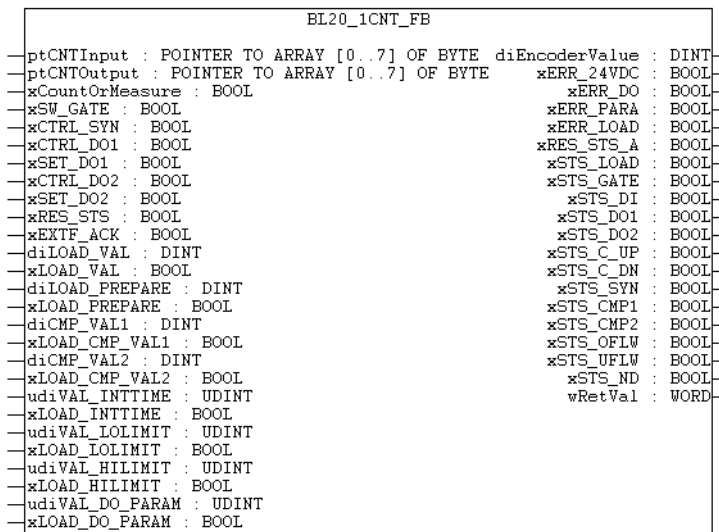 BL20_1CNT_FB
ptCNTInput : POINTER TO ARRAY [0..7] OF BYTE diEncoderValue : DINT
ptCNTOutput : POINTER TO ARRAY [0..7] OF BYTE xERR_24VDC : BOOL
xCountOrMeasure : BOOL xERR_DO : BOOL
xSW_GATE : BOOL xERR_PARA : BOOL
xCTRL_SYN : BOOL xERR_LOAD : BOOL
xCTRL_DO1 : BOOL xRES_STS_A : BOOL
xSET_DO1 : BOOL xSTS_LOAD : BOOL
xCTRL_DO2 : BOOL xSTS_GATE : BOOL
xSET_DO2 : BOOL xSTS_DI : BOOL
xRES_STS : BOOL xSTS_DO1 : BOOL
xEXTF_ACK : BOOL xSTS_DO2 : BOOL
diLOAD_VAL : DINT xSTS_C_UP : BOOL
xLOAD_VAL : BOOL xSTS_C_DN : BOOL
diLOAD_PREPARE : DINT xSTS_SYN : BOOL
xLOAD_PREPARE : BOOL xSTS_CMP1 : BOOL
diCMP_VAL1 : DINT xSTS_CMP2 : BOOL
xLOAD_CMP_VAL1 : BOOL xSTS_OFLW : BOOL
diCMP_VAL2 : DINT xSTS_UFLW : BOOL
xLOAD_CMP_VAL2 : BOOL xSTS_ND : BOOL
udiVAL_INTTIME : UDINT wRetVal : WORD
xLOAD_INTTIME : BOOL
udiVAL_LOLIMIT : UDINT
xLOAD_LOLIMIT : BOOL
udiVAL_HILIMIT : UDINT
xLOAD_HILIMIT : BOOL
udiVAL_DO_PARAM : UDINT
xLOAD_DO_PARAM : BOOL